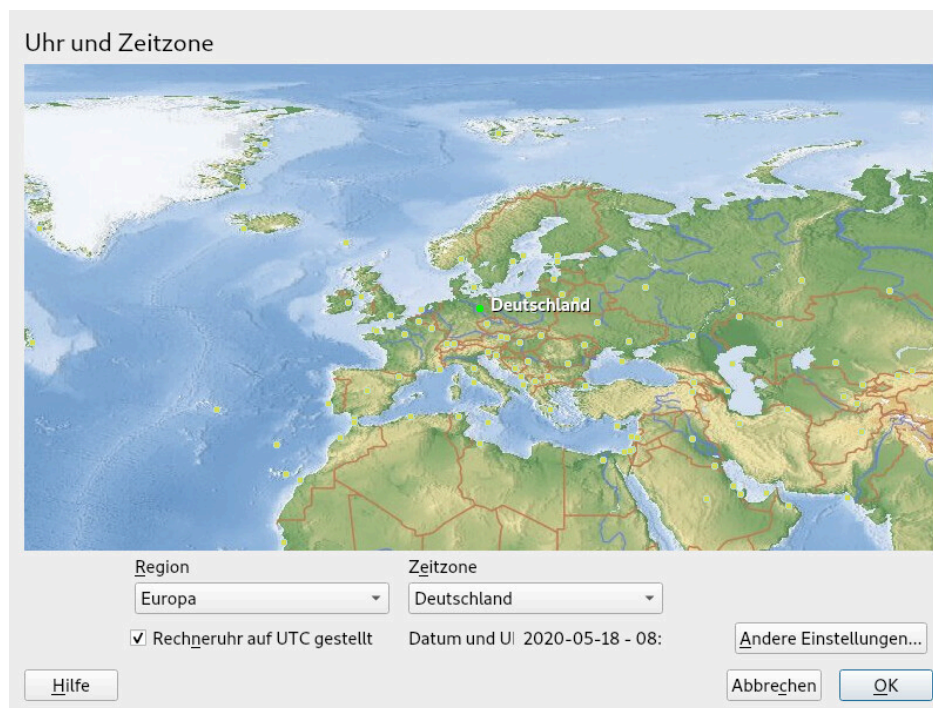 Uhr und Zeitzone
Deutschland
Region
Zeitzone
Europa
Deutschland
Rechneruhr auf UTC gestellt
Datum und U
2020-05-18 - 08:
Andere Einstellungen...
Hilfe
Abbrechen
OK